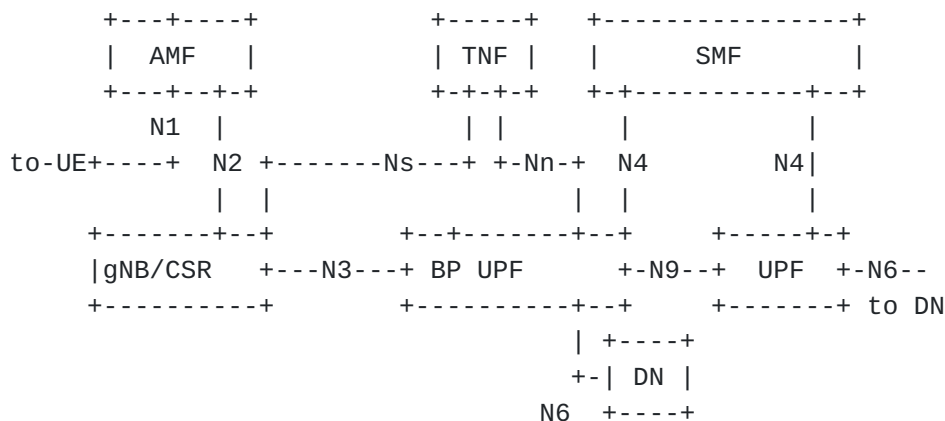 +---+----+            +-----+   +----------------+
|  AMF   |            | TNF |   |      SMF       |
+---+--+-+            +-+-+-+   +-+-----------+--+
N1  |                | |       |           |
to-UE+----+  N2 +-------Ns---+ +-Nn-+  N4         N4|
|  |                   |  |           |
+-------+--+        +--+-------+--+     +-----+-+
|gNB/CSR   +---N3---+ BP UPF      +-N9--+  UPF  +-N6--
+----------+        +----------+--+     +-------+ to DN
| +----+
+-| DN |
N6  +----+